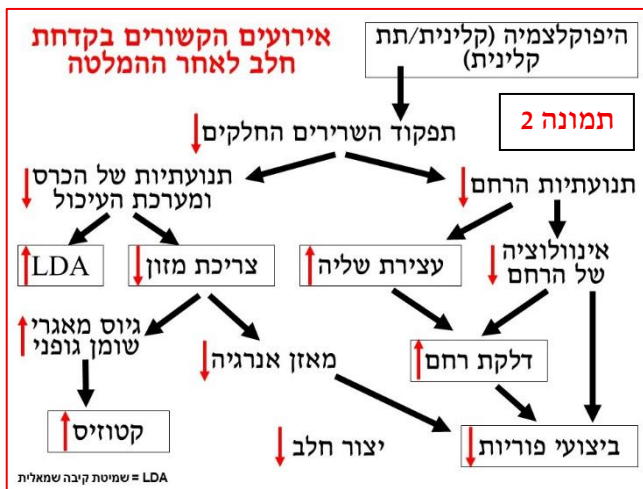 אירועים הקשורים בקדחת
חלב לאחר ההמלטה
היפוקלצמיה (קלינית/תת
קלינית)
תמונה 2
תפקוד השרירים החלקים
תנועתיות הרחם
תנועתיות של הכרס
ומערכת העיכול
אינוולוציה
של הרחם
עצירת שליה
צריכת מזון
LDA
גיוס מאגרי
שומן גופני
מאזן אנרגיה
דלקת רחם
קטוזיס
יצור חלב
ביצועי פוריות
LDA = שמיטת קיבה שמאלית